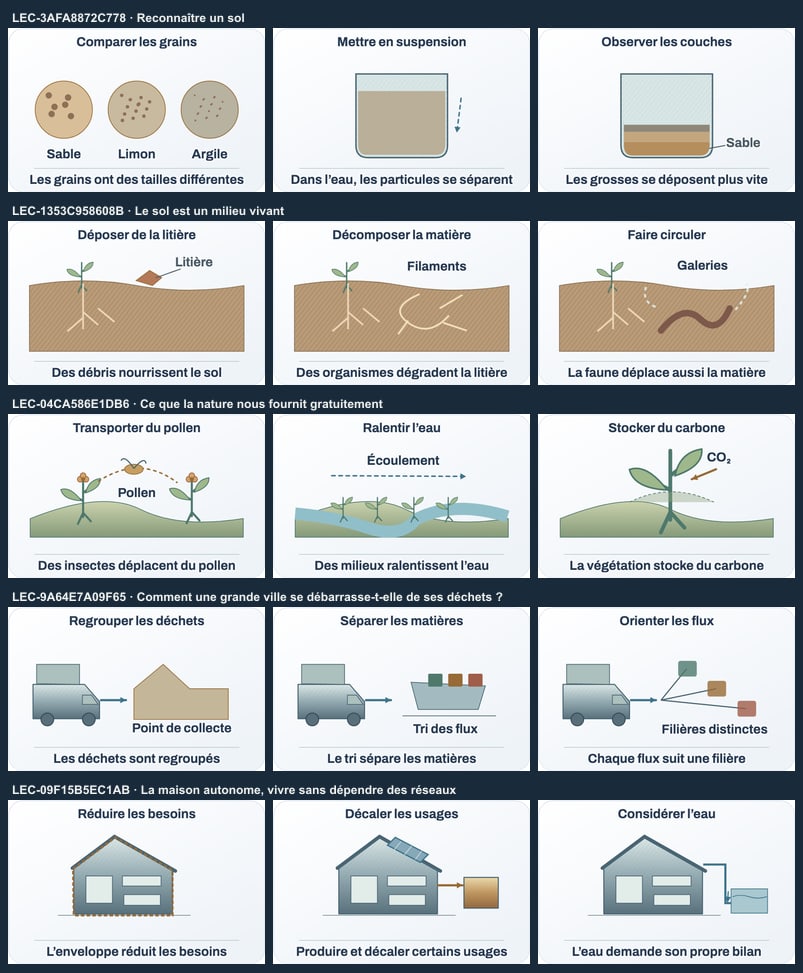 LEC-3AFA8872C778 · Reconnaître un sol
Comparer les grains
Mettre en suspension
Observer les couches
Sable
Limon
Argile
Sable
Les grains ont des tailles différentes
Dans l’eau, les particules se séparent
Les grosses se déposent plus vite
LEC-1353C958608B · Le sol est un milieu vivant
Déposer de la litière
Décomposer la matière
Faire circuler
Litière
Filaments
Galeries
Des débris nourrissent le sol
Des organismes dégradent la litière
La faune déplace aussi la matière
LEC-04CA586E1DB6 · Ce que la nature nous fournit gratuitement
Transporter du pollen
Ralentir l’eau
Stocker du carbone
Pollen
Écoulement
CO₂
Des insectes déplacent du pollen
Des milieux ralentissent l’eau
La végétation stocke du carbone
LEC-9A64E7A09F65 · Comment une grande ville se débarrasse-t-elle de ses déchets ?
Regrouper les déchets
Séparer les matières
Orienter les flux
Point de collecte
Tri des flux
Filières distinctes
Les déchets sont regroupés
Le tri sépare les matières
Chaque flux suit une filière
LEC-09F15B5EC1AB · La maison autonome, vivre sans dépendre des réseaux
Réduire les besoins
Décaler les usages
Considérer l’eau
L’enveloppe réduit les besoins
Produire et décaler certains usages
L’eau demande son propre bilan